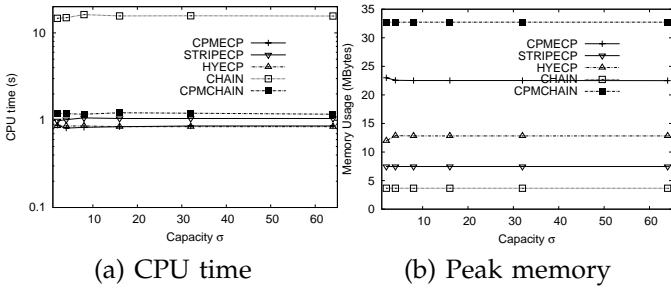 CPU time (s)
10
1
0.1
CPMECP
STRIPECP
HYECP
CHAIN
CPMCHAIN
10 20 30 40 50 60
Capacity σ
(a) CPU time
Memory Usage (MBytes)
35
30
25
20
15
10
5
0
CPMECP
STRIPECP
HYECP
CHAIN
CPMCHAIN
10 20 30 40 50 60
Capacity σ
(b) Peak memory